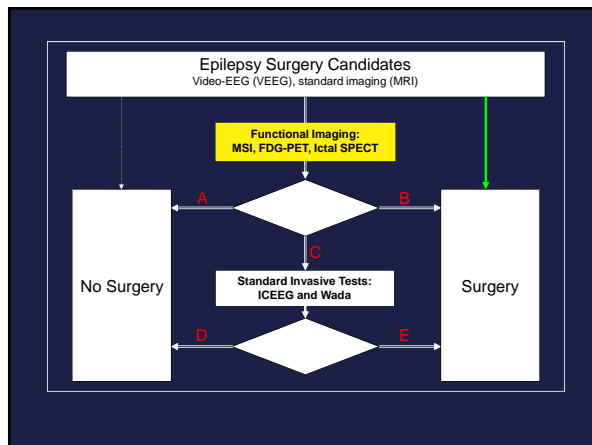 Epilepsy Surgery Candidates
Video-EEG (VEEG), standard imaging (MRI)
Functional Imaging:
MSI, FDG-PET, Ictal SPECT
A
B
C
No Surgery
Standard Invasive Tests:
ICEEG and Wada
Surgery
D
E